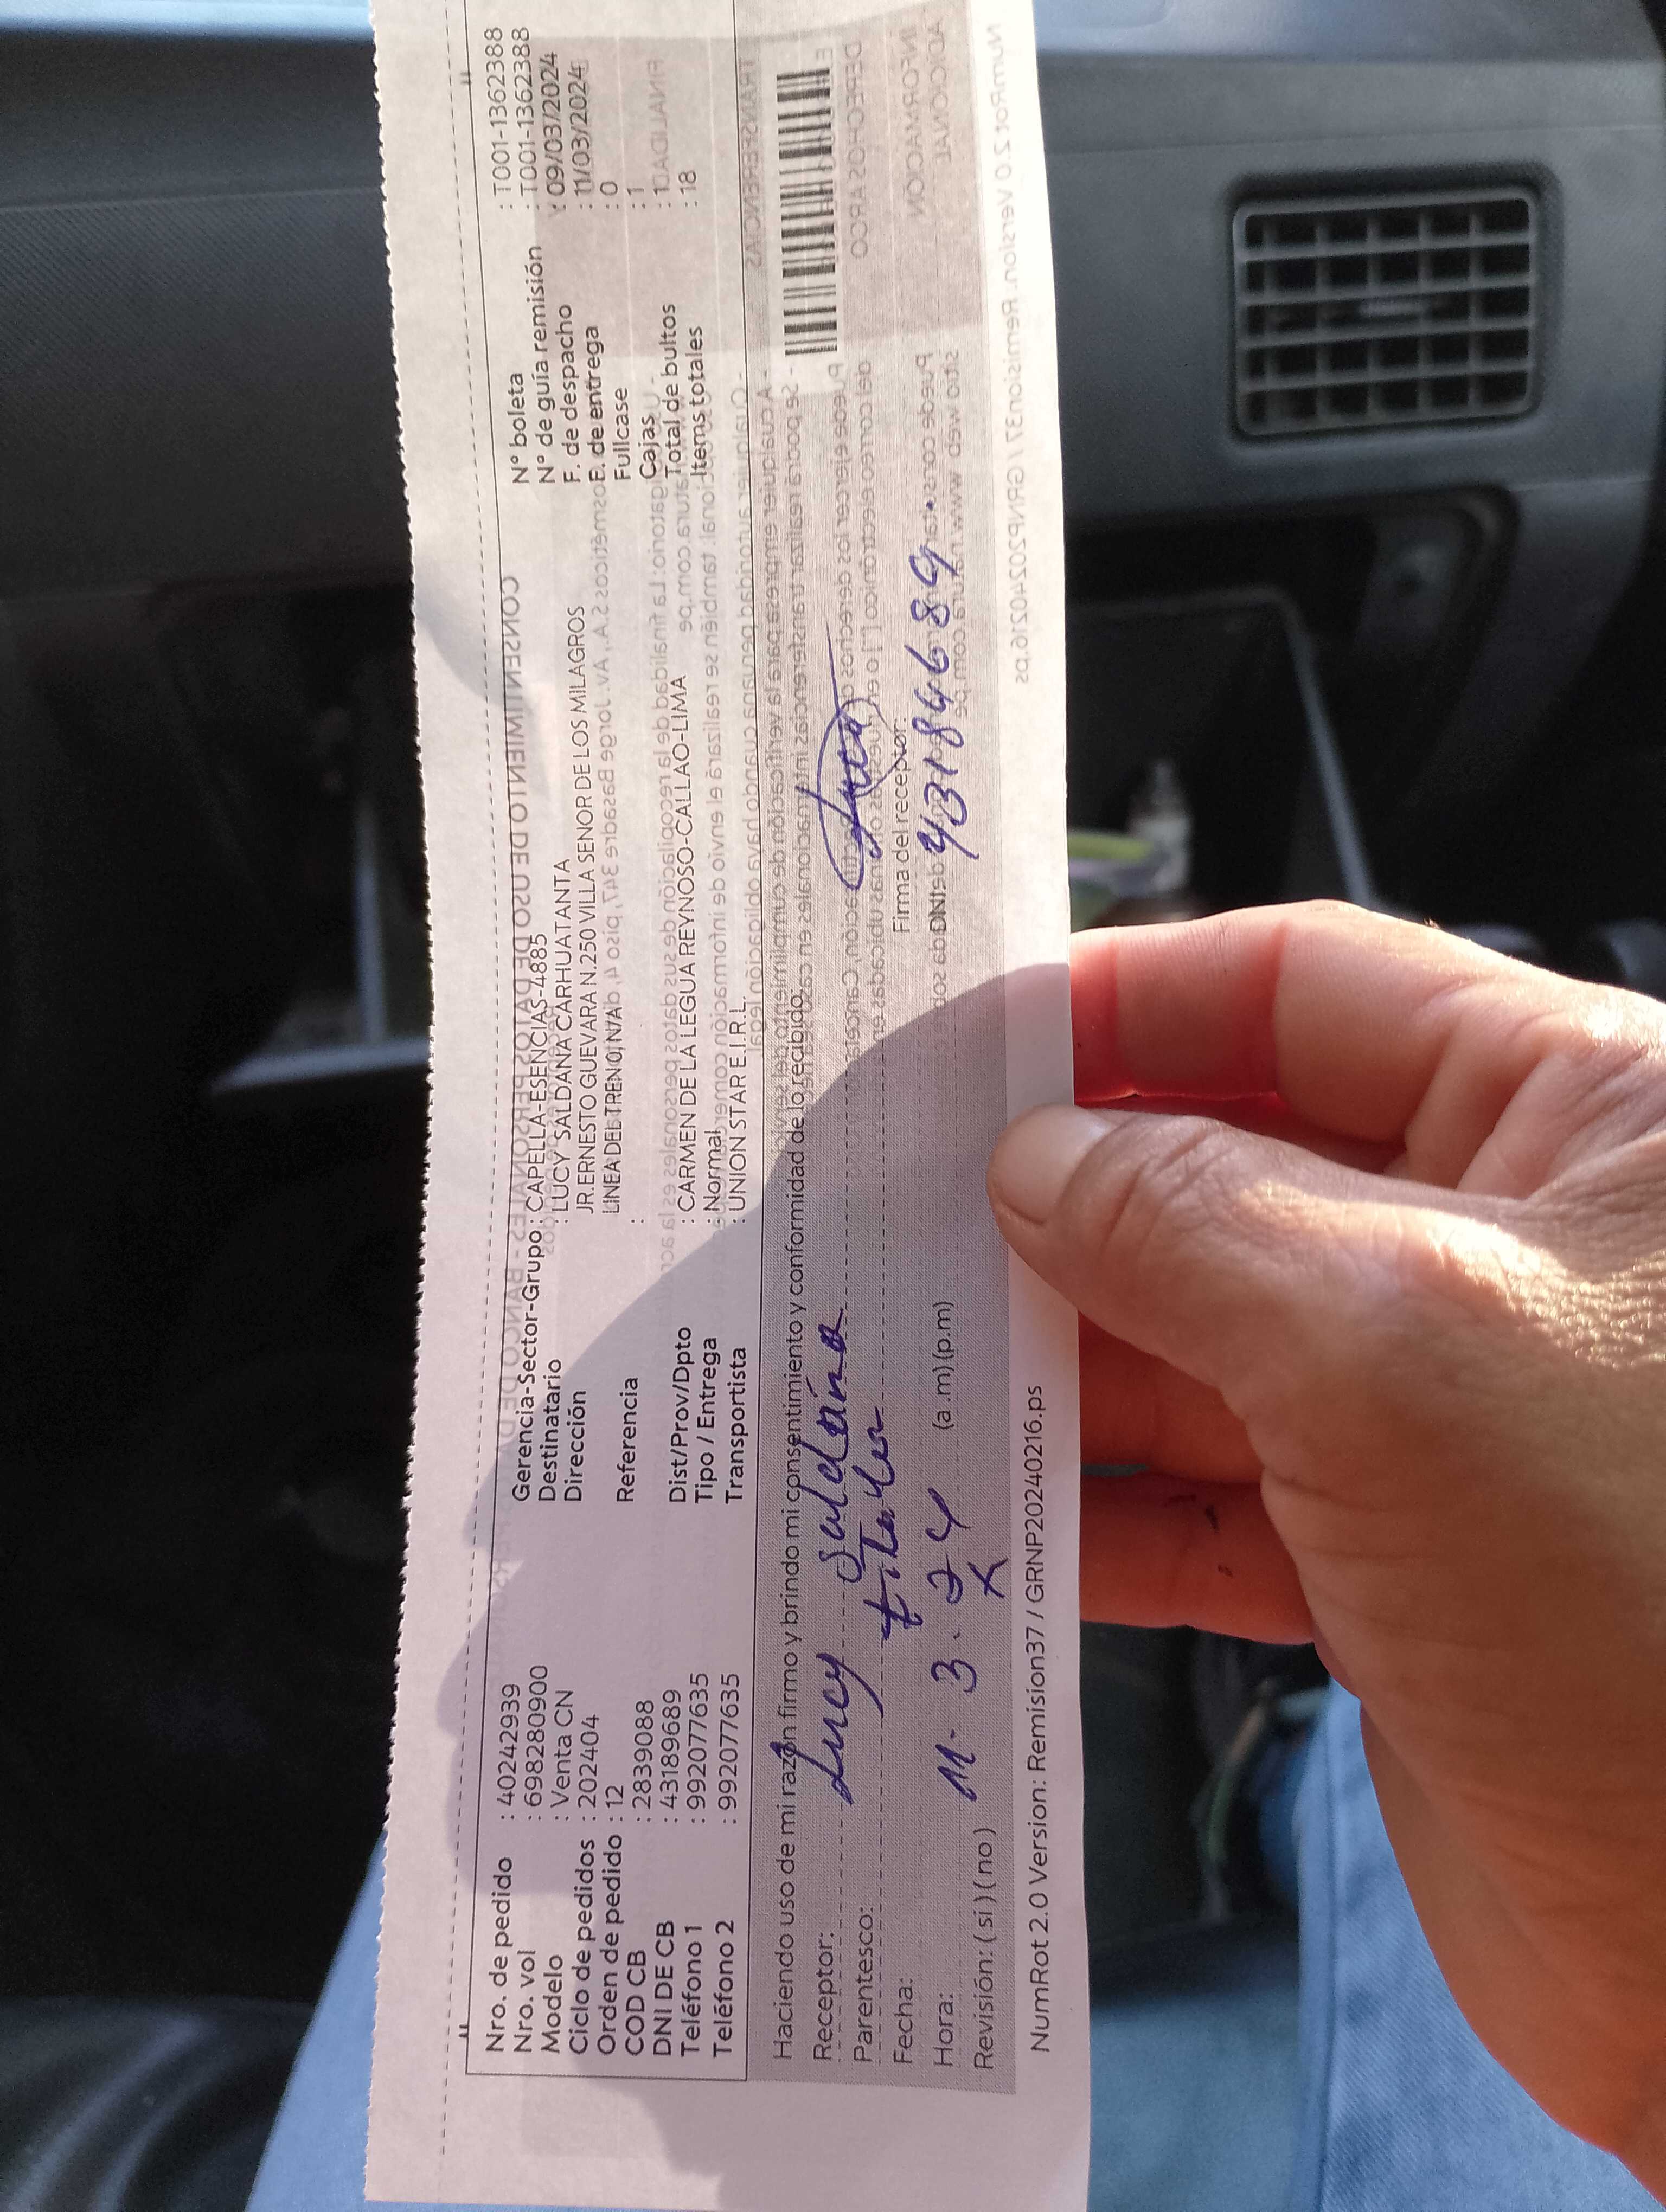 Nro. de pedido : 40242939
Nro. vol : 69828280900
Modelo : Venta CN
Ciclo de pedidos : 202404
Orden de pedido : 12
COD CB : 2839088
DNI DE CB : 43189689
Teléfono 1 : 992077635
Teléfono 2 : 992077635
Gerencia-Sector-Grupo : CAPELLA-ESENCIAS-4885
Destinatario : LUCY SALDANA CARHUATANTA
Dirección JR.ERNESTO GUEVARA N.250 VILLA SENOR DE LOS MILAGROS
LINEA DEL TREN O, N/A
Referencia :
Dist/Prov/Dpto : CARMEN DE LA LEGUA REYNOSO-CALLAO-LIMA
Tipo / Entrega : Normal
Transportista : UNION STAR E.I.R.L.
N° boleta : T001-1362388
N° de guía remisión : T001-1362388
F. de despacho 09/03/2024
F. de entrega : 11/03/2024
Fullcase : 0
Cajas : 1
Total de bultos : 1
Items totales : 18
Haciendo uso de mi razón firmo y brindo mi consentimiento y conformidad de lo recibido.
Receptor: Lucy Saldaña
Parentesco: titular
Fecha: 11. 3. 24
Hora: (a.m) (p.m)
Revisión: ( si ) ( no )
Firma del receptor:
DNI 43184689
NumRot 2.0 Version: Remision37 / GRNP20240216.ps